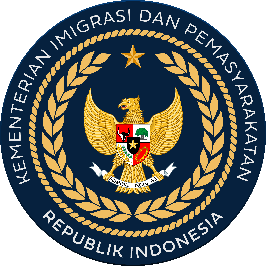 KEMENTERIAN IMIGRASI DAN PEMASYARAKATAN
REPUBLIK INDONESIA